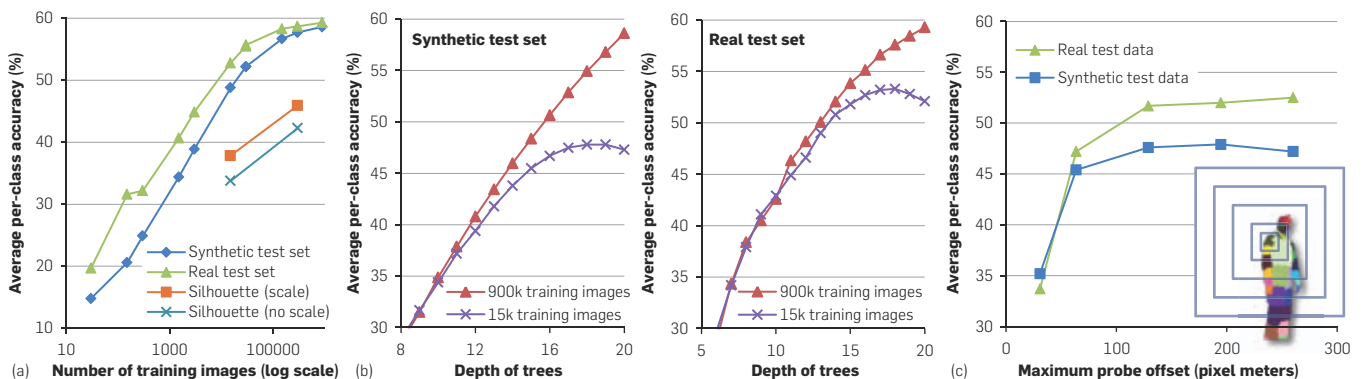 Average per-class accuracy (%)
60
50
40
30
20
10
10
1000
100000
Synthetic test set
Real test set
Silhouette (scale)
Silhouette (no scale)
(a)
Number of training images (log scale)
Average per-class accuracy (%)
60
55
50
45
40
35
30
8
12
16
20
Synthetic test set
900k training images
15k training images
(b)
Depth of trees
Average per-class accuracy (%)
60
55
50
45
40
35
30
5
10
15
20
Real test set
900k training images
15k training images
Depth of trees
Average per-class accuracy (%)
60
55
50
45
40
35
30
0
100
200
300
Real test data
Synthetic test data
(c)
Maximum probe offset (pixel meters)